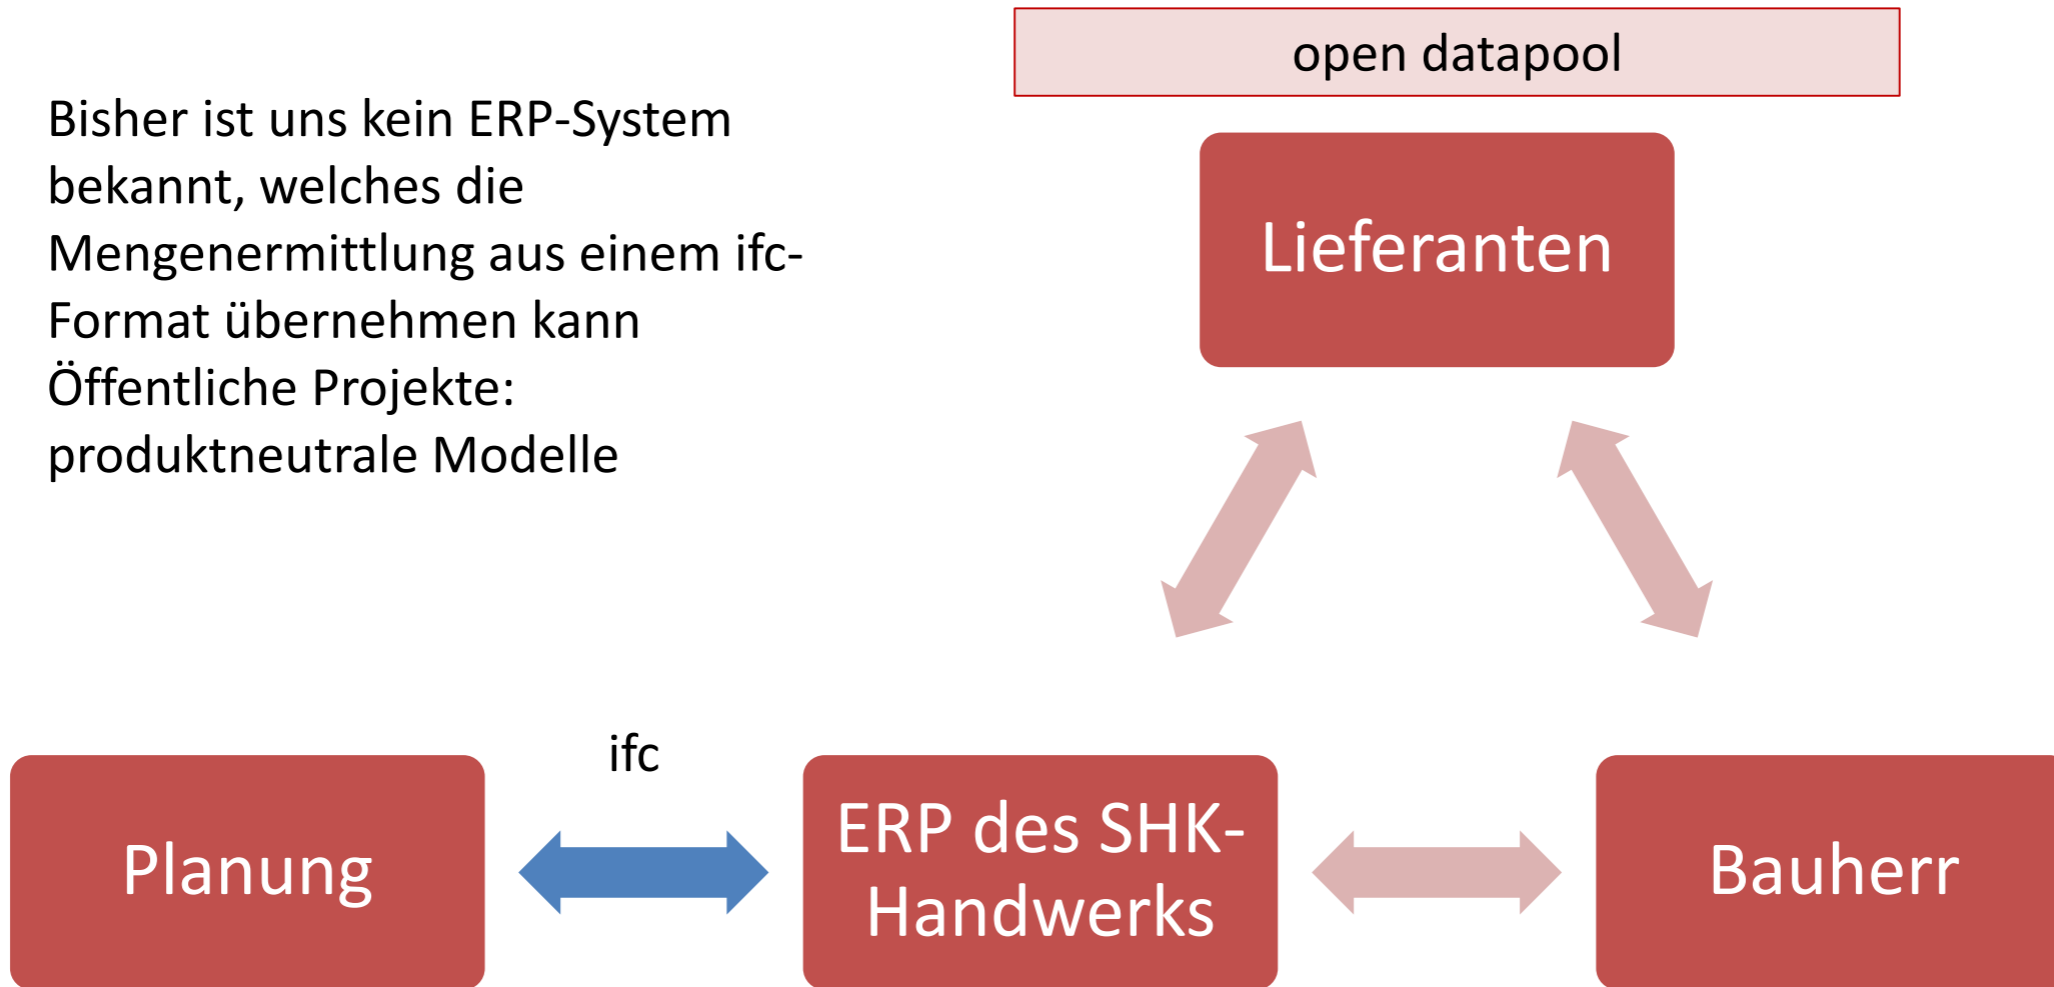 open datapool
Bisher ist uns kein ERP-System
bekannt, welches die
Mengenermittlung aus einem ifc-
Format übernehmen kann
Öffentliche Projekte:
produktneutrale Modelle
Lieferanten
ifc
Planung
ERP des SHK-
Handwerks
Bauherr